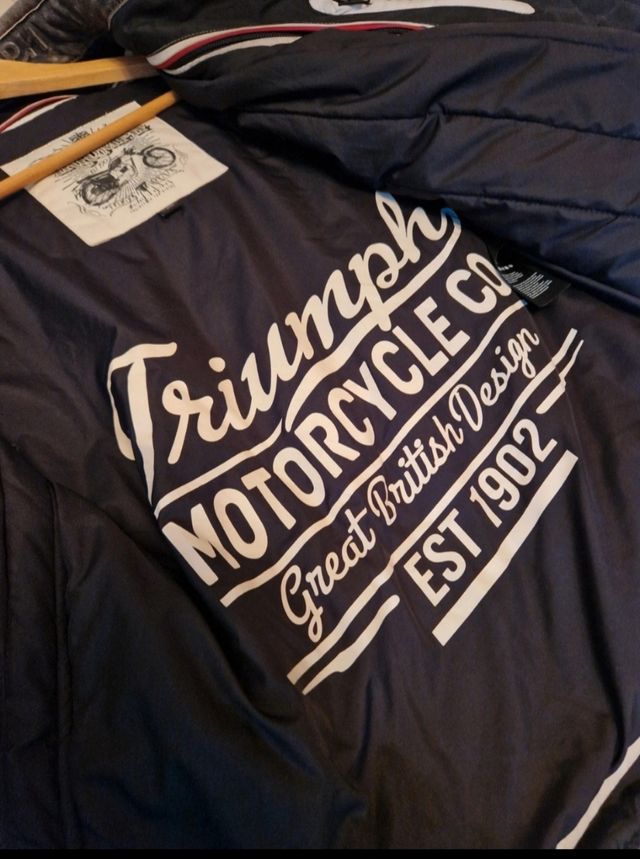 Triumph
MOTORCYCLE CO
Great British Design
EST 1902